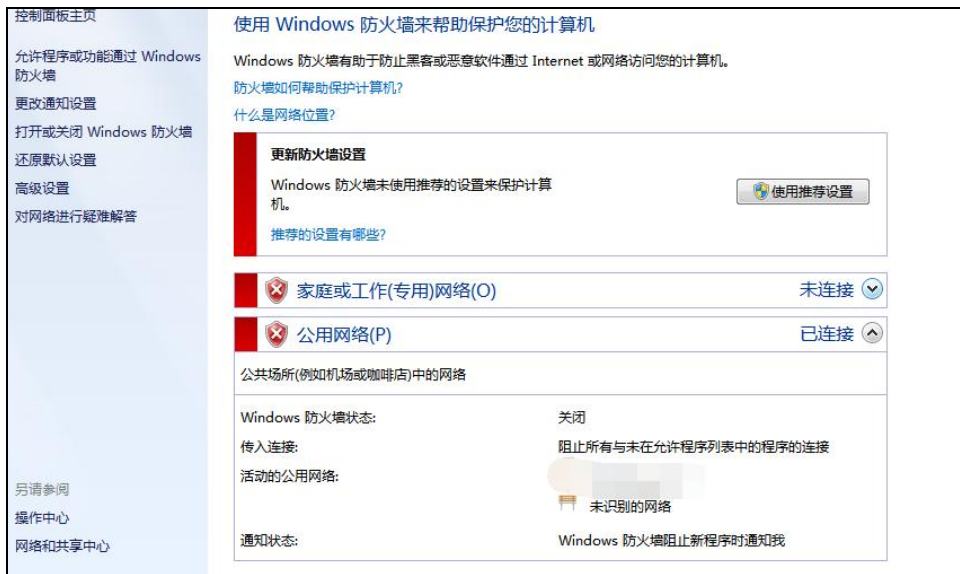 控制面板主页
允许程序或功能通过 Windows
防火墙
更改通知设置
打开或关闭 Windows 防火墙
还原默认设置
高级设置
对网络进行疑难解答
另请参阅
操作中心
网络和共享中心
使用 Windows 防火墙来帮助保护您的计算机
Windows 防火墙有助于防止黑客或恶意软件通过 Internet 或网络访问您的计算机。
防火墙如何帮助保护计算机?
什么是网络位置?
更新防火墙设置
Windows 防火墙未使用推荐的设置来保护计算
机。
使用推荐设置
推荐的设置有哪些?
家庭或工作(专用)网络(O) 未连接
公用网络(P) 已连接
公共场所(例如机场或咖啡店)中的网络
Windows 防火墙状态: 关闭
传入连接: 阻止所有与未在允许程序列表中的程序的连接
活动的公用网络:
未识别的网络
通知状态: Windows 防火墙阻止新程序时通知我